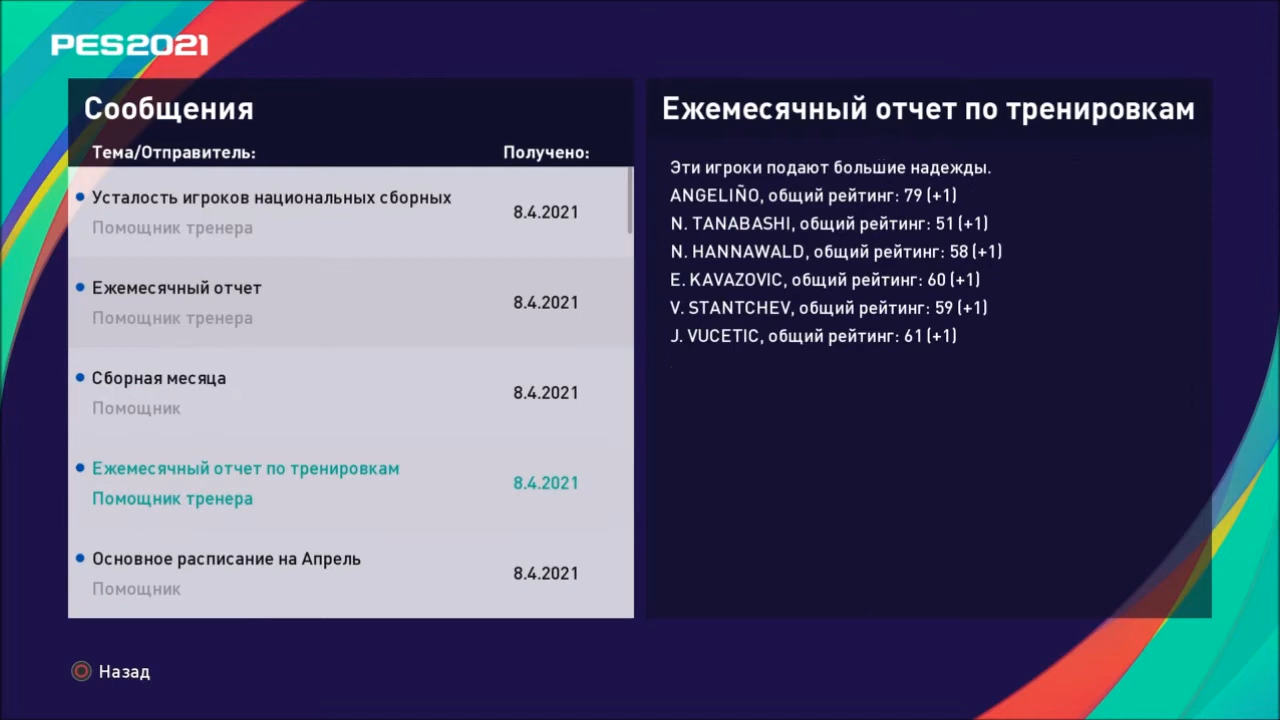 PES2021
Сообщения
Тема/Отправитель: Получено:
Усталость игроков национальных сборных
Помощник тренера
8.4.2021
Ежемесячный отчет
Помощник тренера
8.4.2021
Сборная месяца
Помощник
8.4.2021
Ежемесячный отчет по тренировкам
Помощник тренера
8.4.2021
Основное расписание на Апрель
Помощник
8.4.2021
Ежемесячный отчет по тренировкам
Эти игроки подают большие надежды.
ANGELIÑO, общий рейтинг: 79 (+1)
N. TANABASHI, общий рейтинг: 51 (+1)
N. HANNAWALD, общий рейтинг: 58 (+1)
E. KAVAZOVIC, общий рейтинг: 60 (+1)
V. STANTCHEV, общий рейтинг: 59 (+1)
J. VUCETIC, общий рейтинг: 61 (+1)
Назад